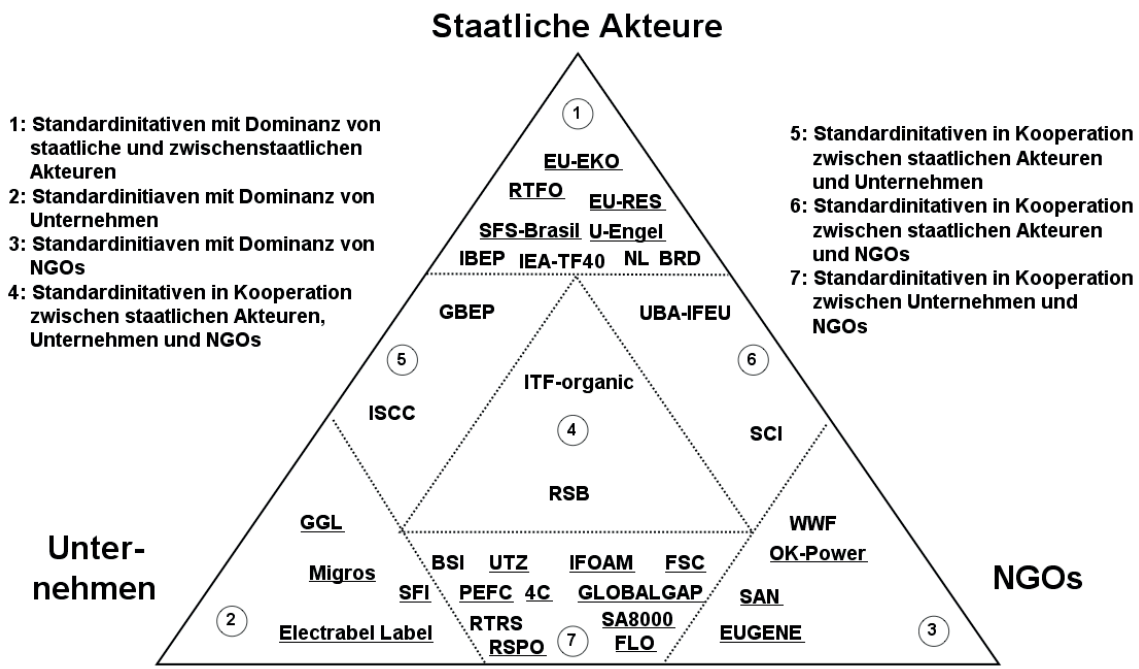 Staatliche Akteure
1: Standardinitativen mit Dominanz von
staatliche und zwischenstaatlichen
Akteuren
2: Standardinitiaven mit Dominanz von
Unternehmen
3: Standardinitiaven mit Dominanz von
NGOs
4: Standardinitativen in Kooperation
zwischen staatlichen Akteuren,
Unternehmen und NGOs
5: Standardinitativen in Kooperation
zwischen staatlichen Akteuren
und Unternehmen
6: Standardinitativen in Kooperation
zwischen staatlichen Akteuren
und NGOs
7: Standardinitativen in Kooperation
zwischen Unternehmen und
NGOs
1
EU-EKO
RTFO
EU-RES
SFS-Brasil U-Engel
IBEP IEA-TF40 NL BRD
GBEP
UBA-IFEU
5
6
ITF-organic
ISCC
4
SCI
RSB
Unter-
nehmen
NGOs
GGL
Migros
2
Electrabel Label
BSI UTZ IFOAM FSC
SFI PEFC 4C GLOBALGAP
RTRS SA8000
RSPO 7 FLO
WWF
OK-Power
SAN
EUGENE
3